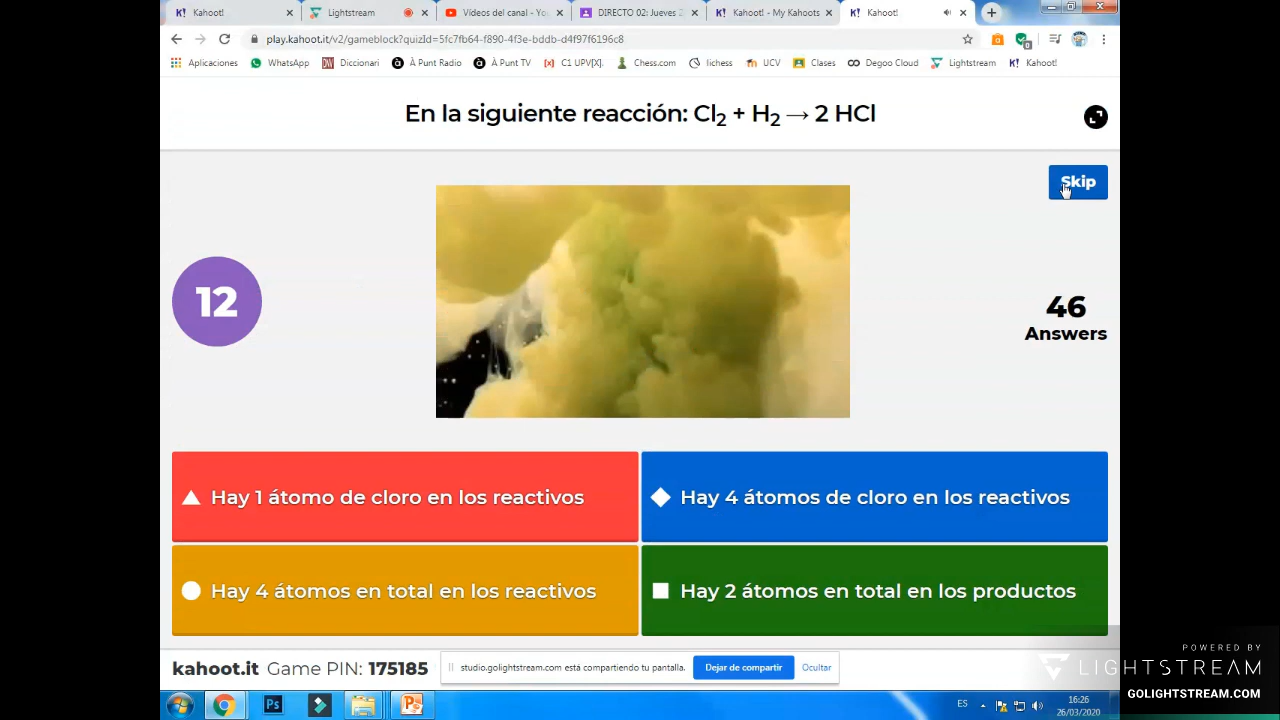 Kahoot!
Lightstream
Vídeos del canal - Yo
DIRECTO 02: Jueves 2
Kahoot! - My Kahoots
Kahoot!
play.kahoot.it/v2/gameblock?quizId=5fc7fb64-f890-4f3e-bddb-d4f97f6196c8
Aplicaciones
WhatsApp
Diccionari
À Punt Radio
À Punt TV
C1 UPV[X].
Chess.com
lichess
UCV
Clases
Degoo Cloud
Lightstream
Kahoot!
En la siguiente reacción: Cl₂ + H₂ → 2 HCl
Skip
12
46
Answers
Hay 1 átomo de cloro en los reactivos
Hay 4 átomos de cloro en los reactivos
Hay 4 átomos en total en los reactivos
Hay 2 átomos en total en los productos
kahoot.it Game PIN: 175185
studio.golightstream.com está compartiendo tu pantalla.
Dejar de compartir
Ocultar
POWERED BY
LIGHTSTREAM
GOLIGHTSTREAM.COM
ES
16:26
26/03/2020